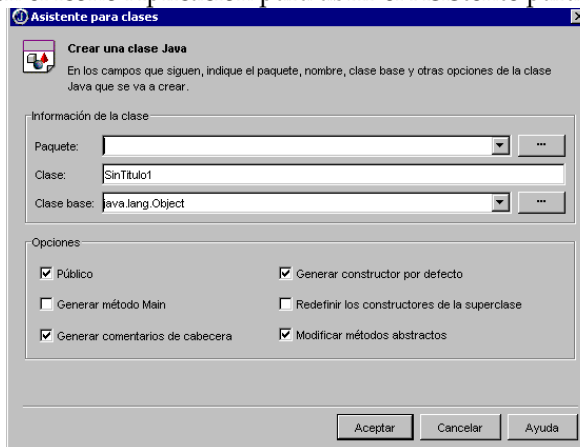 Asistente para clases
Crear una clase Java
En los campos que siguen, indique el paquete, nombre, clase base y otras opciones de la clase
Java que se va a crear.
Información de la clase
Paquete:
...
Clase: SinTitulo1
Clase base: java.lang.Object
...
Opciones
Público
Generar constructor por defecto
Generar método Main
Redefinir los constructores de la superclase
Generar comentarios de cabecera
Modificar métodos abstractos
Aceptar Cancelar Ayuda